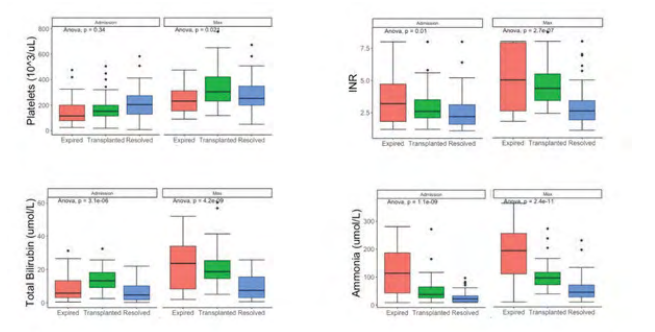 Admission Max
Anova, p = 0.34 Anova, p = 0.022
Platelets (10^3/uL)
800
600
400
200
0
Expired Transplanted Resolved Expired Transplanted Resolved
Admission Max
Anova, p = 0.01 Anova, p = 2.7e-07
INR
7.5
5.0
2.5
Expired Transplanted Resolved Expired Transplanted Resolved
Admission Max
Anova, p = 3.1e-06 Anova, p = 4.2e-09
Total Bilirubin (umol/L)
60
40
20
0
Expired Transplanted Resolved Expired Transplanted Resolved
Admission Max
Anova, p = 1.1e-09 Anova, p = 2.4e-11
Ammonia (umol/L)
300
200
100
0
Expired Transplanted Resolved Expired Transplanted Resolved